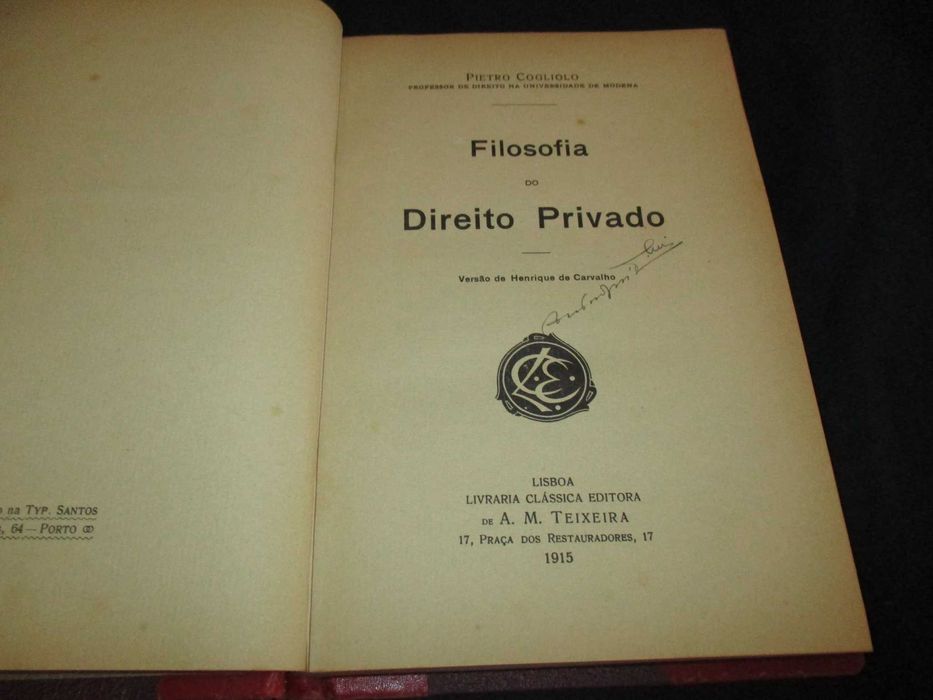 o na Typ. Santos
, 64 — Porto
Pietro Cogliolo
PROFESSOR DE DIREITO NA UNIVERSIDADE DE MODENA
Filosofia
DO
Direito Privado
Versão de Henrique de Carvalho
LCE
LISBOA
LIVRARIA CLÁSSICA EDITORA
DE A. M. Teixeira
17, Praça dos Restauradores, 17
1915